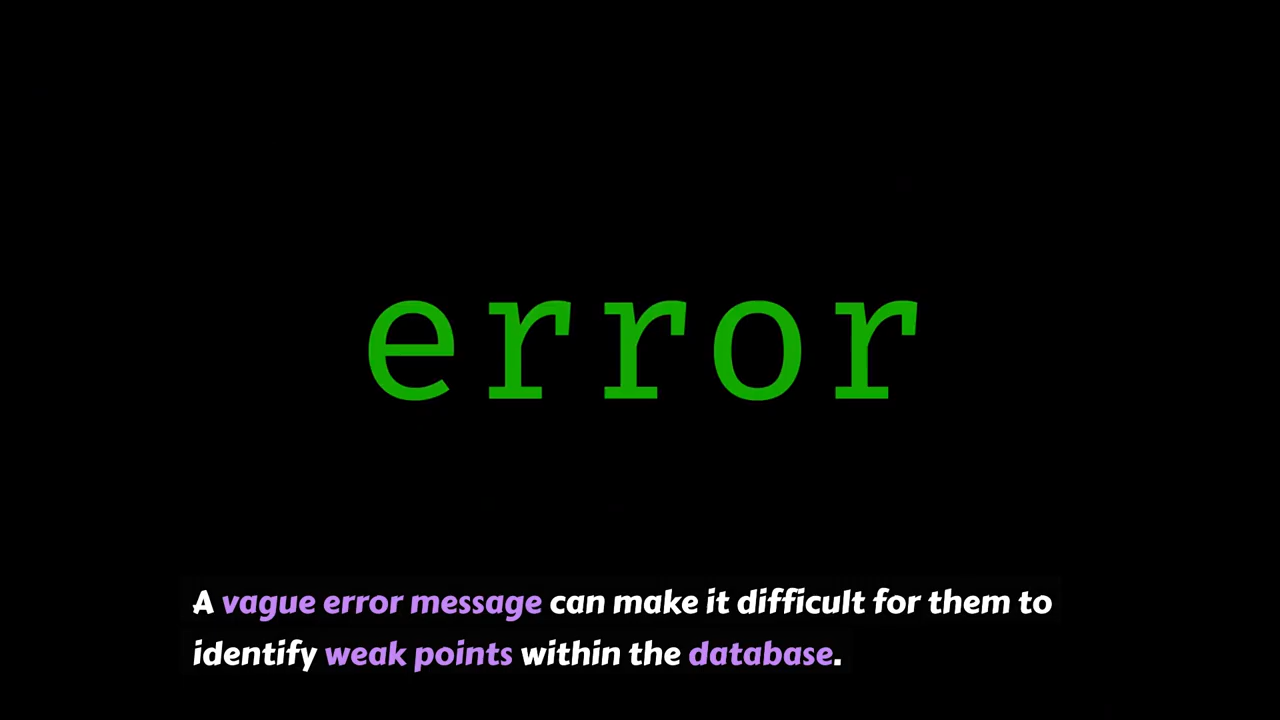 error
A vague error message can make it difficult for them to
identify weak points within the database.